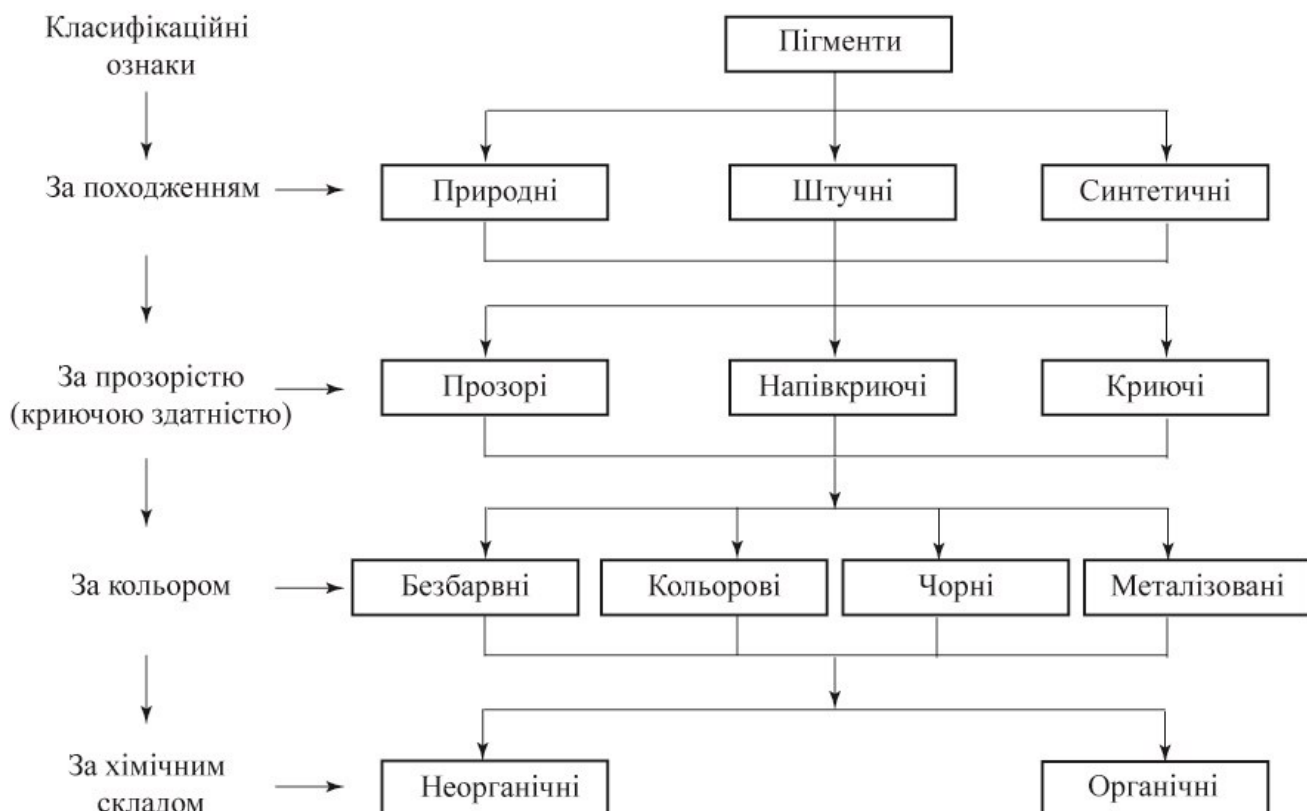 Класифікаційні
ознаки
Пігменти
За походженням
Природні
Штучні
Синтетичні
За прозорістю
(криючою здатністю)
Прозорі
Напівкриючі
Криючі
За кольором
Безбарвні
Кольорові
Чорні
Металізовані
За хімічним
складом
Неорганічні
Органічні